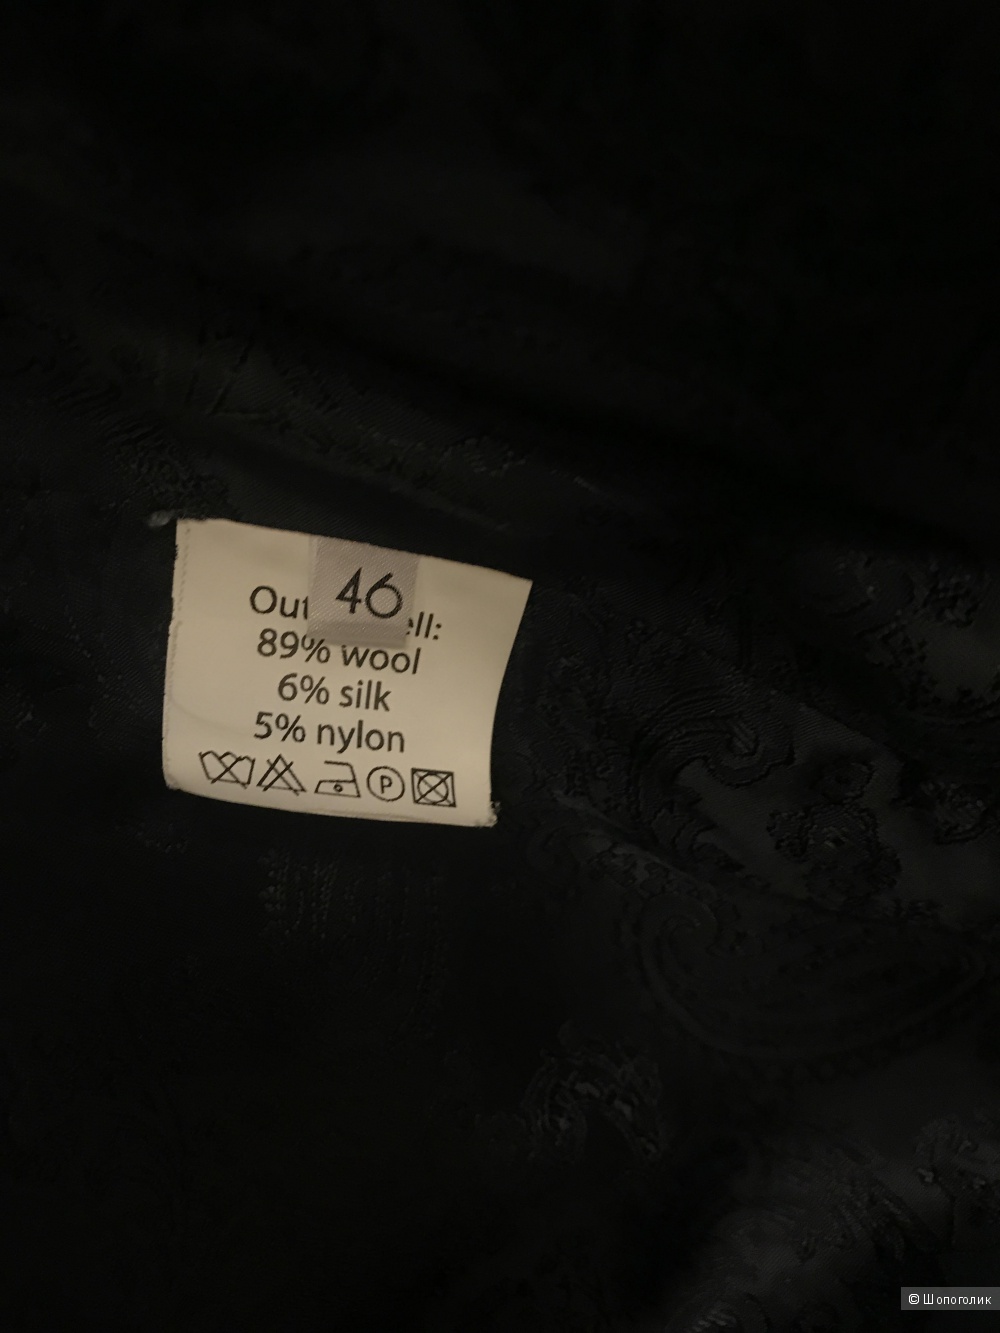 46
Out ell:
89% wool
6% silk
5% nylon
P
© Шопоголик